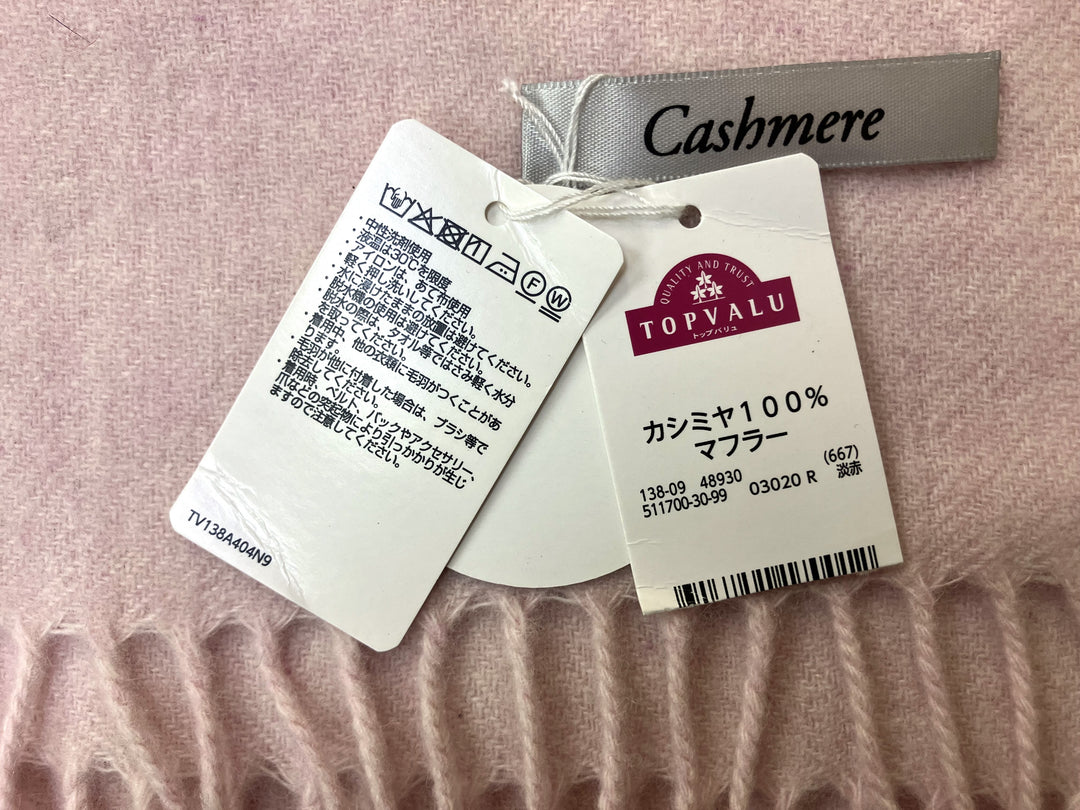 Cashmere
・中性洗剤使用
・液温は30℃を限度
・アイロンは、あて布使用
・軽く押し洗いしてください。
・水に漬けたままの放置は避けてください。
・脱水機の使用は避けてください。
・脱水の際は、タオル等ではさみ軽く水分
を取ってください。
・着用中、他の衣類に毛羽がつくことがあ
ります。
・毛羽が他に付着した場合は、ブラシ等で
除去してください。
・着用時、ベルト、バックやアクセサリー、
爪などの突起物により引っかかりが生じ
ますので注意してください。
TV138A404N9
QUALITY AND TRUST
TOPVALU
トップバリュ
カシミヤ100%
マフラー
(667)
138-09 48930
511700-30-99 03020 R 淡赤
F W